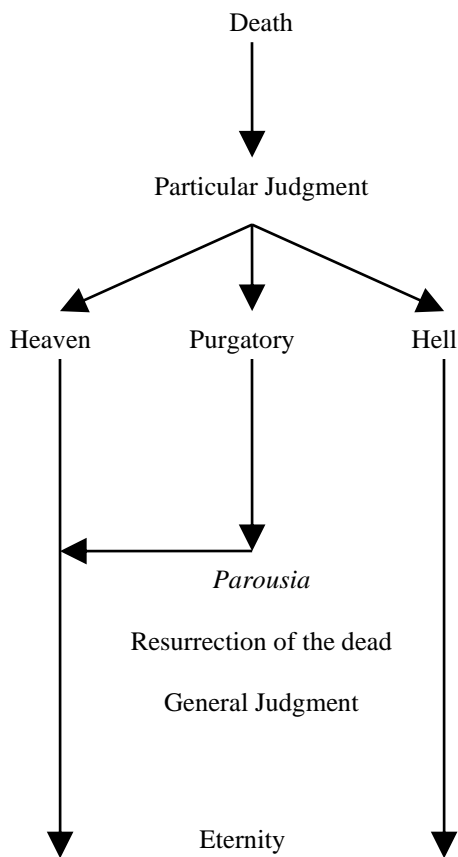 Death
Particular Judgment
Heaven Purgatory Hell
Parousia
Resurrection of the dead
General Judgment
Eternity